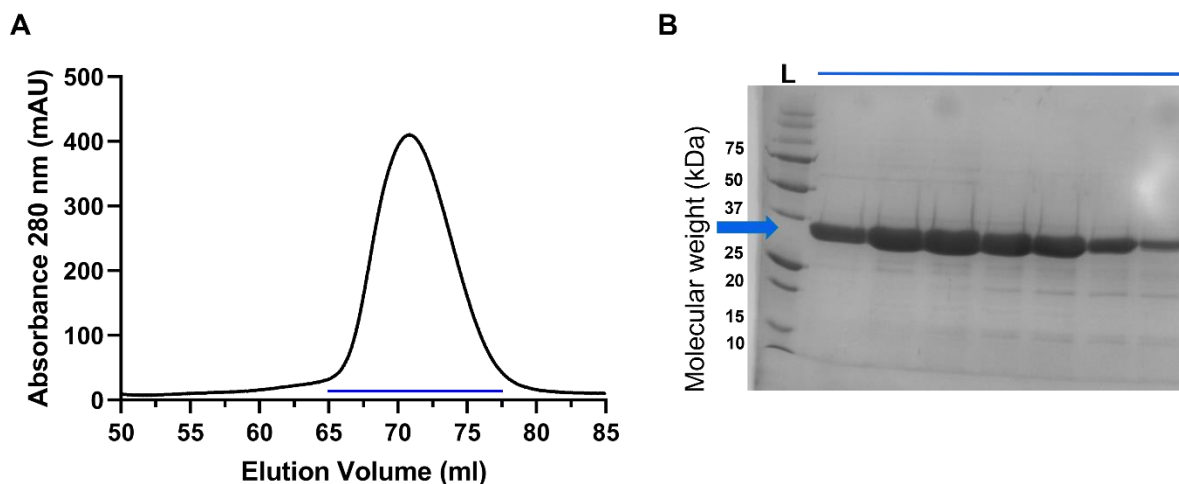 A
Absorbance 280 nm (mAU)
500
400
300
200
100
0
50 55 60 65 70 75 80 85
Elution Volume (ml)
B
L
Molecular weight (kDa)
75
50
37
25
20
15
10